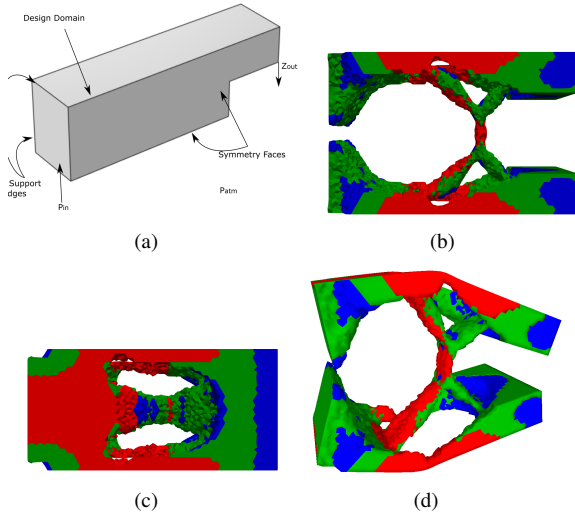 Design Domain
Zout
Symmetry Faces
Support
dges
Pin
Patm
(a)
(b)
(c)
(d)